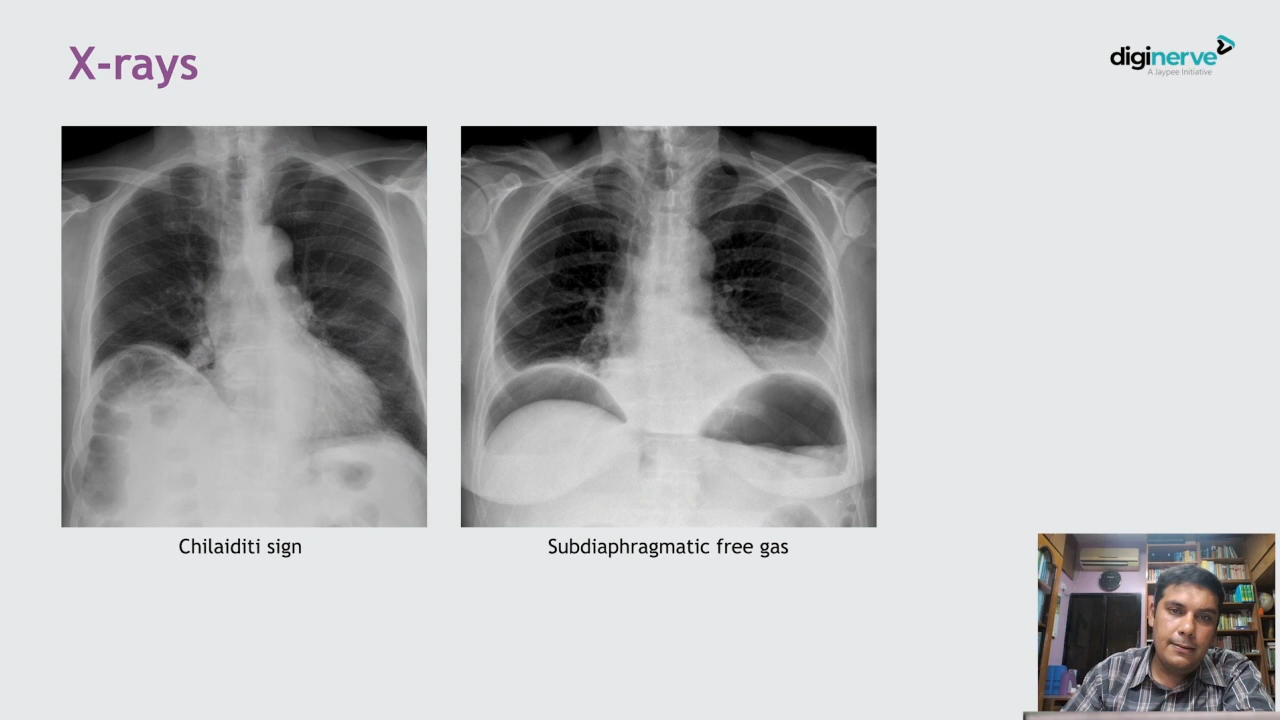 X-rays
diginerve
A Jaypee Initiative
Chilaiditi sign
Subdiaphragmatic free gas